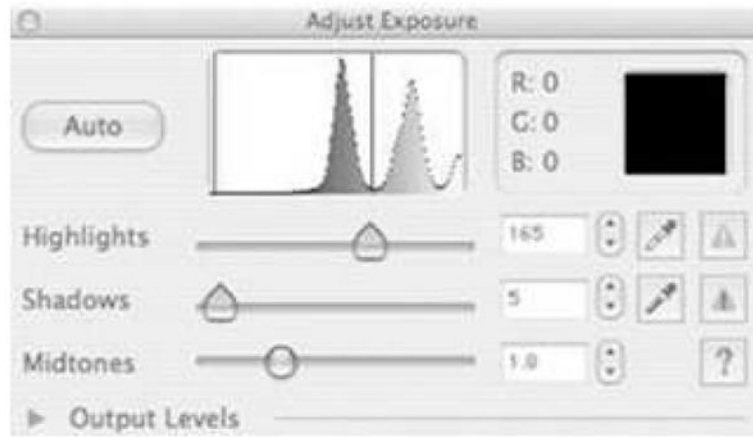 Adjust Exposure
Auto
R: 0
G: 0
B: 0
Highlights 165
Shadows 5
Midtones 1.0 ?
Output Levels